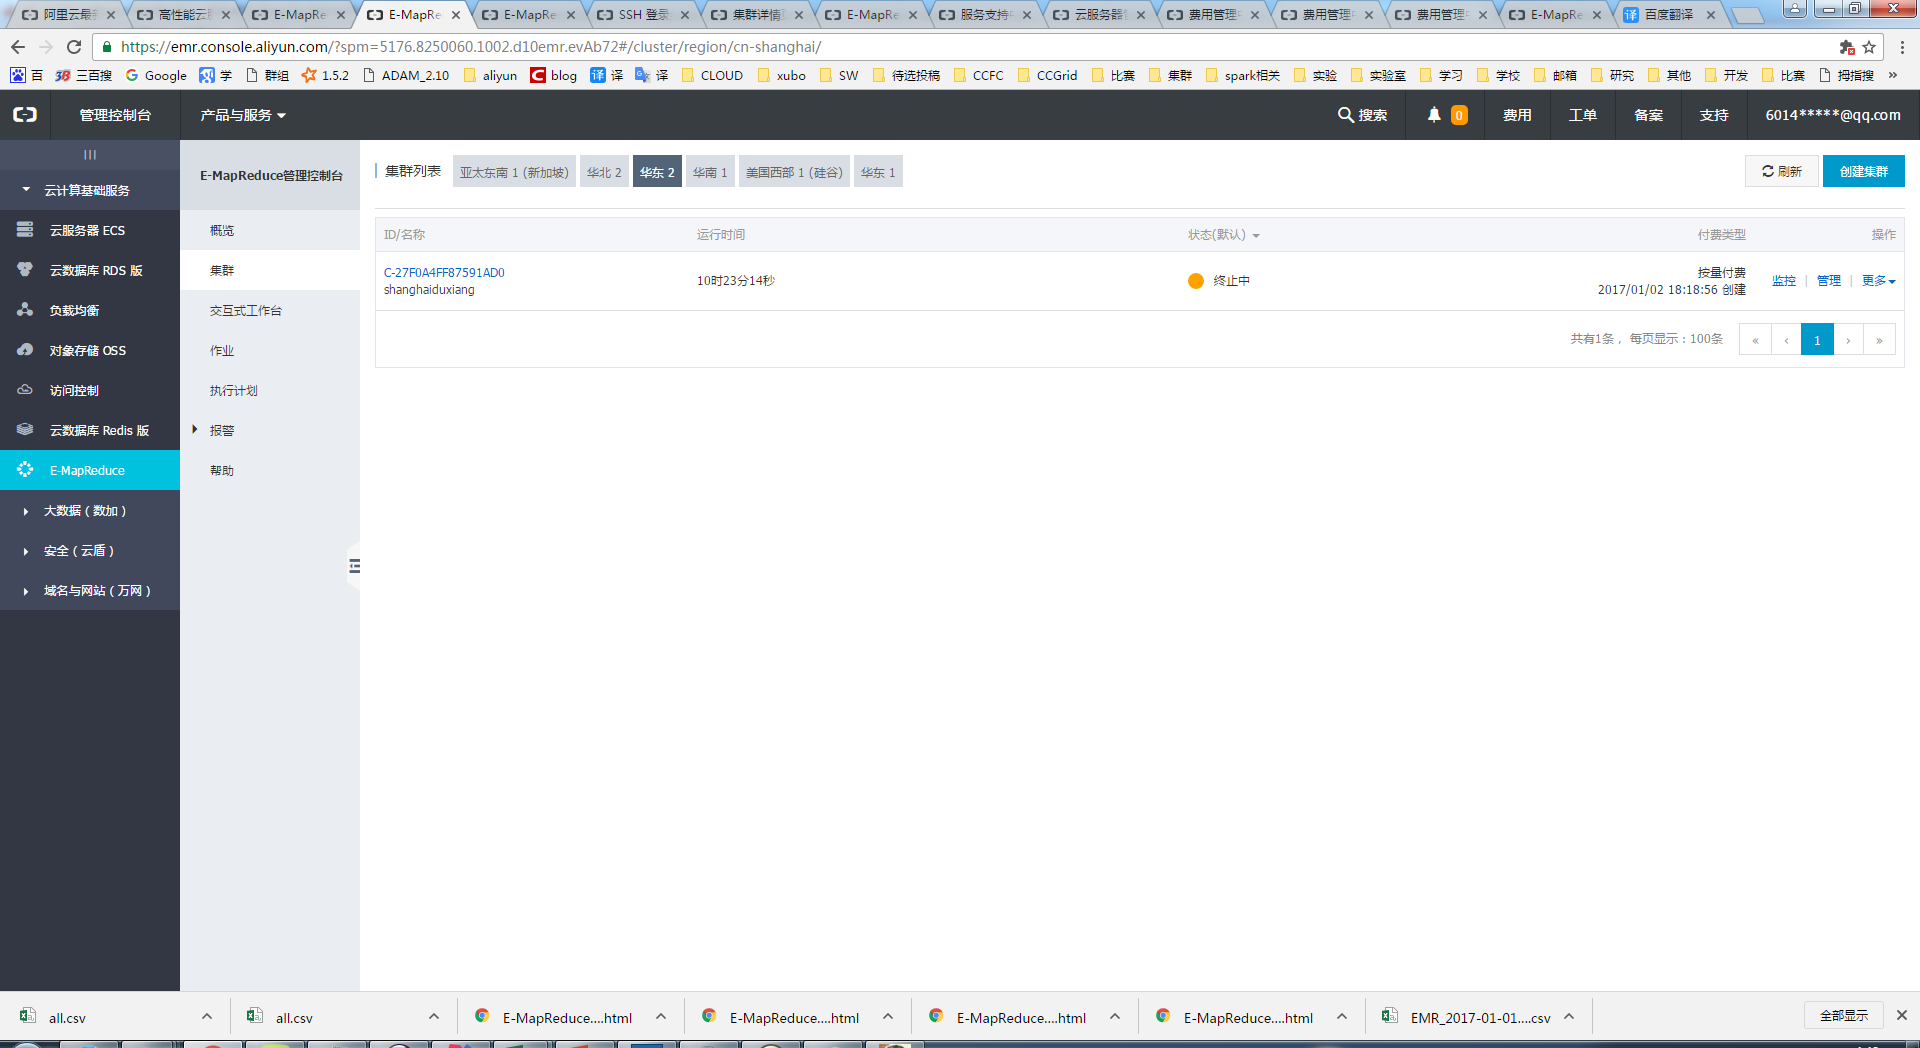 阿里云最
高性能云
E-MapRe
E-MapRe
E-MapRe
SSH 登录
集群详情
E-MapRe
服务支持
云服务器
费用管理
费用管理
费用管理
E-MapRe
百度翻译
https://emr.console.aliyun.com/?spm=5176.8250060.1002.d10emr.evAb72#/cluster/region/cn-shanghai/
百 三百搜 Google 学 群组 1.5.2 ADAM_2.10 aliyun blog 译 译 CLOUD xubo SW 待选投稿 CCFC CCGrid 比赛 集群 spark相关 实验 实验室 学习 学校 邮箱 研究 其他 开发 比赛 拇指搜 »
管理控制台 产品与服务 搜索 0 费用 工单 备案 支持 6014*****@qq.com
云计算基础服务
云服务器 ECS
云数据库 RDS 版
负载均衡
对象存储 OSS
访问控制
云数据库 Redis 版
E-MapReduce
大数据（数加）
安全（云盾）
域名与网站（万网）
E-MapReduce管理控制台
概览
集群
交互式工作台
作业
执行计划
报警
帮助
集群列表 亚太东南 1 (新加坡) 华北 2 华东 2 华南 1 美国西部 1 (硅谷) 华东 1 刷新 创建集群
ID/名称 运行时间 状态(默认) 付费类型 操作
C-27F0A4FF87591AD0
shanghaiduxiang
10时23分14秒
终止中
按量付费
2017/01/02 18:18:56 创建
监控 | 管理 | 更多
共有1条， 每页显示：100条 « ‹ 1 › »
all.csv all.csv E-MapReduce....html E-MapReduce....html E-MapReduce....html E-MapReduce....html EMR_2017-01-01....csv 全部显示